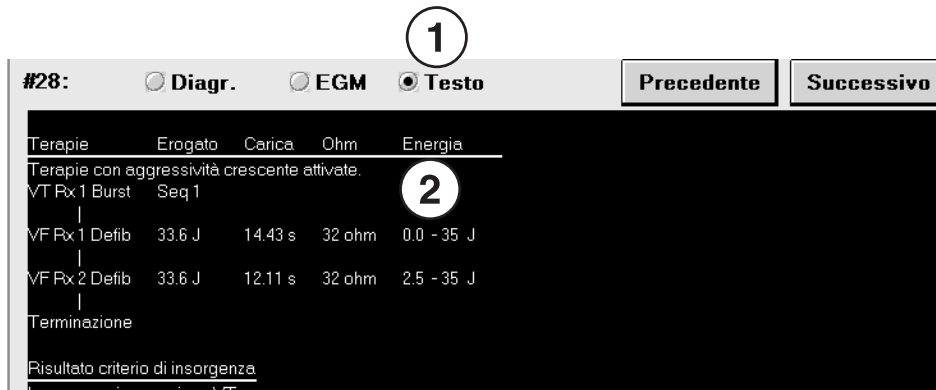 1
#28: Diagr. EGM Testo Precedente Successivo
Terapie Erogato Carica Ohm Energia
Terapie con aggressività crescente attivate.
VT Rx 1 Burst Seq 1
2
VF Rx 1 Defib 33.6 J 14.43 s 32 ohm 0.0 - 35 J
VF Rx 2 Defib 33.6 J 12.11 s 32 ohm 2.5 - 35 J
Terminazione
Risultato criterio di insorgenza